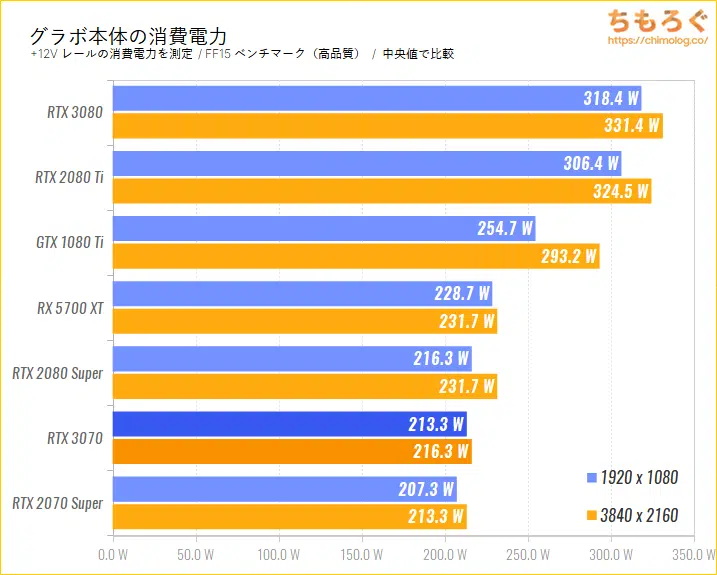 ちもろぐ
https://chimolog.co/
グラボ本体の消費電力
+12V レールの消費電力を測定 / FF15 ベンチマーク（高品質） / 中央値で比較
RTX 3080
318.4 W
331.4 W
RTX 2080 Ti
306.4 W
324.5 W
GTX 1080 Ti
254.7 W
293.2 W
RX 5700 XT
228.7 W
231.7 W
RTX 2080 Super
216.3 W
231.7 W
RTX 3070
213.3 W
216.3 W
RTX 2070 Super
207.3 W
213.3 W
1920 x 1080
3840 x 2160
0.0 W 50.0 W 100.0 W 150.0 W 200.0 W 250.0 W 300.0 W 350.0 W